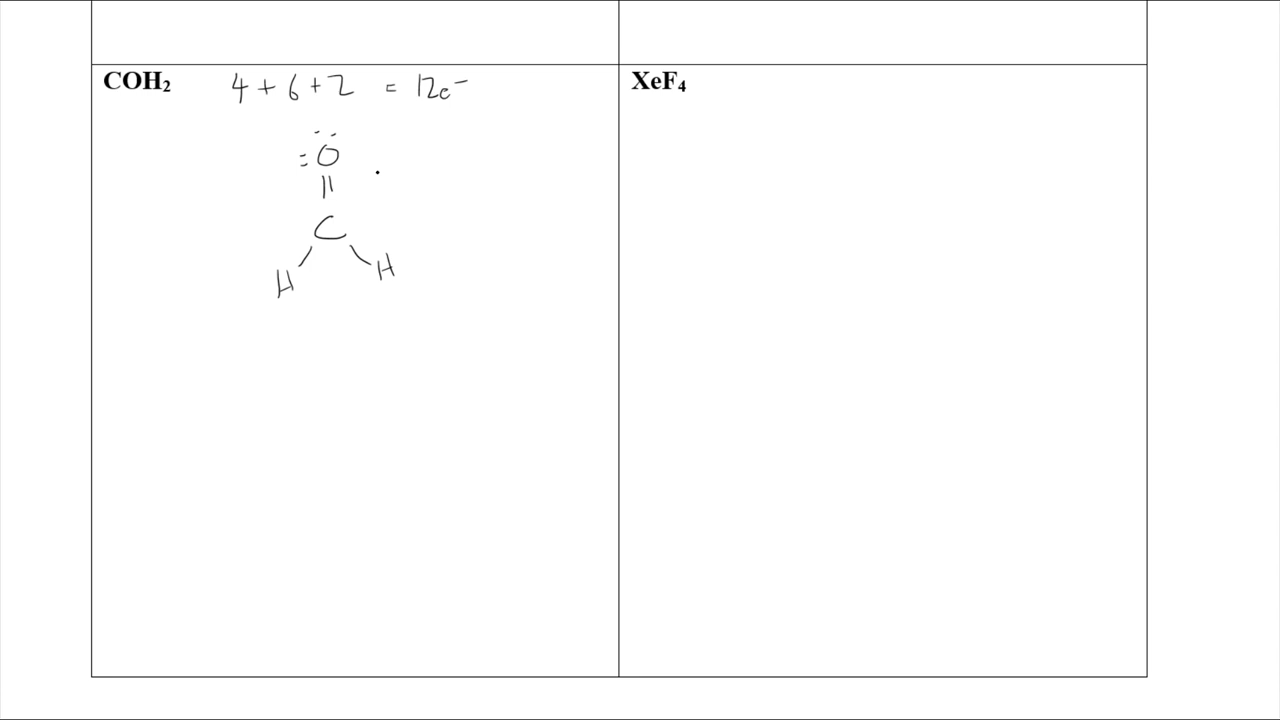 COH₂ 4 + 6 + 2 = 12e⁻
O
C
H H
XeF₄